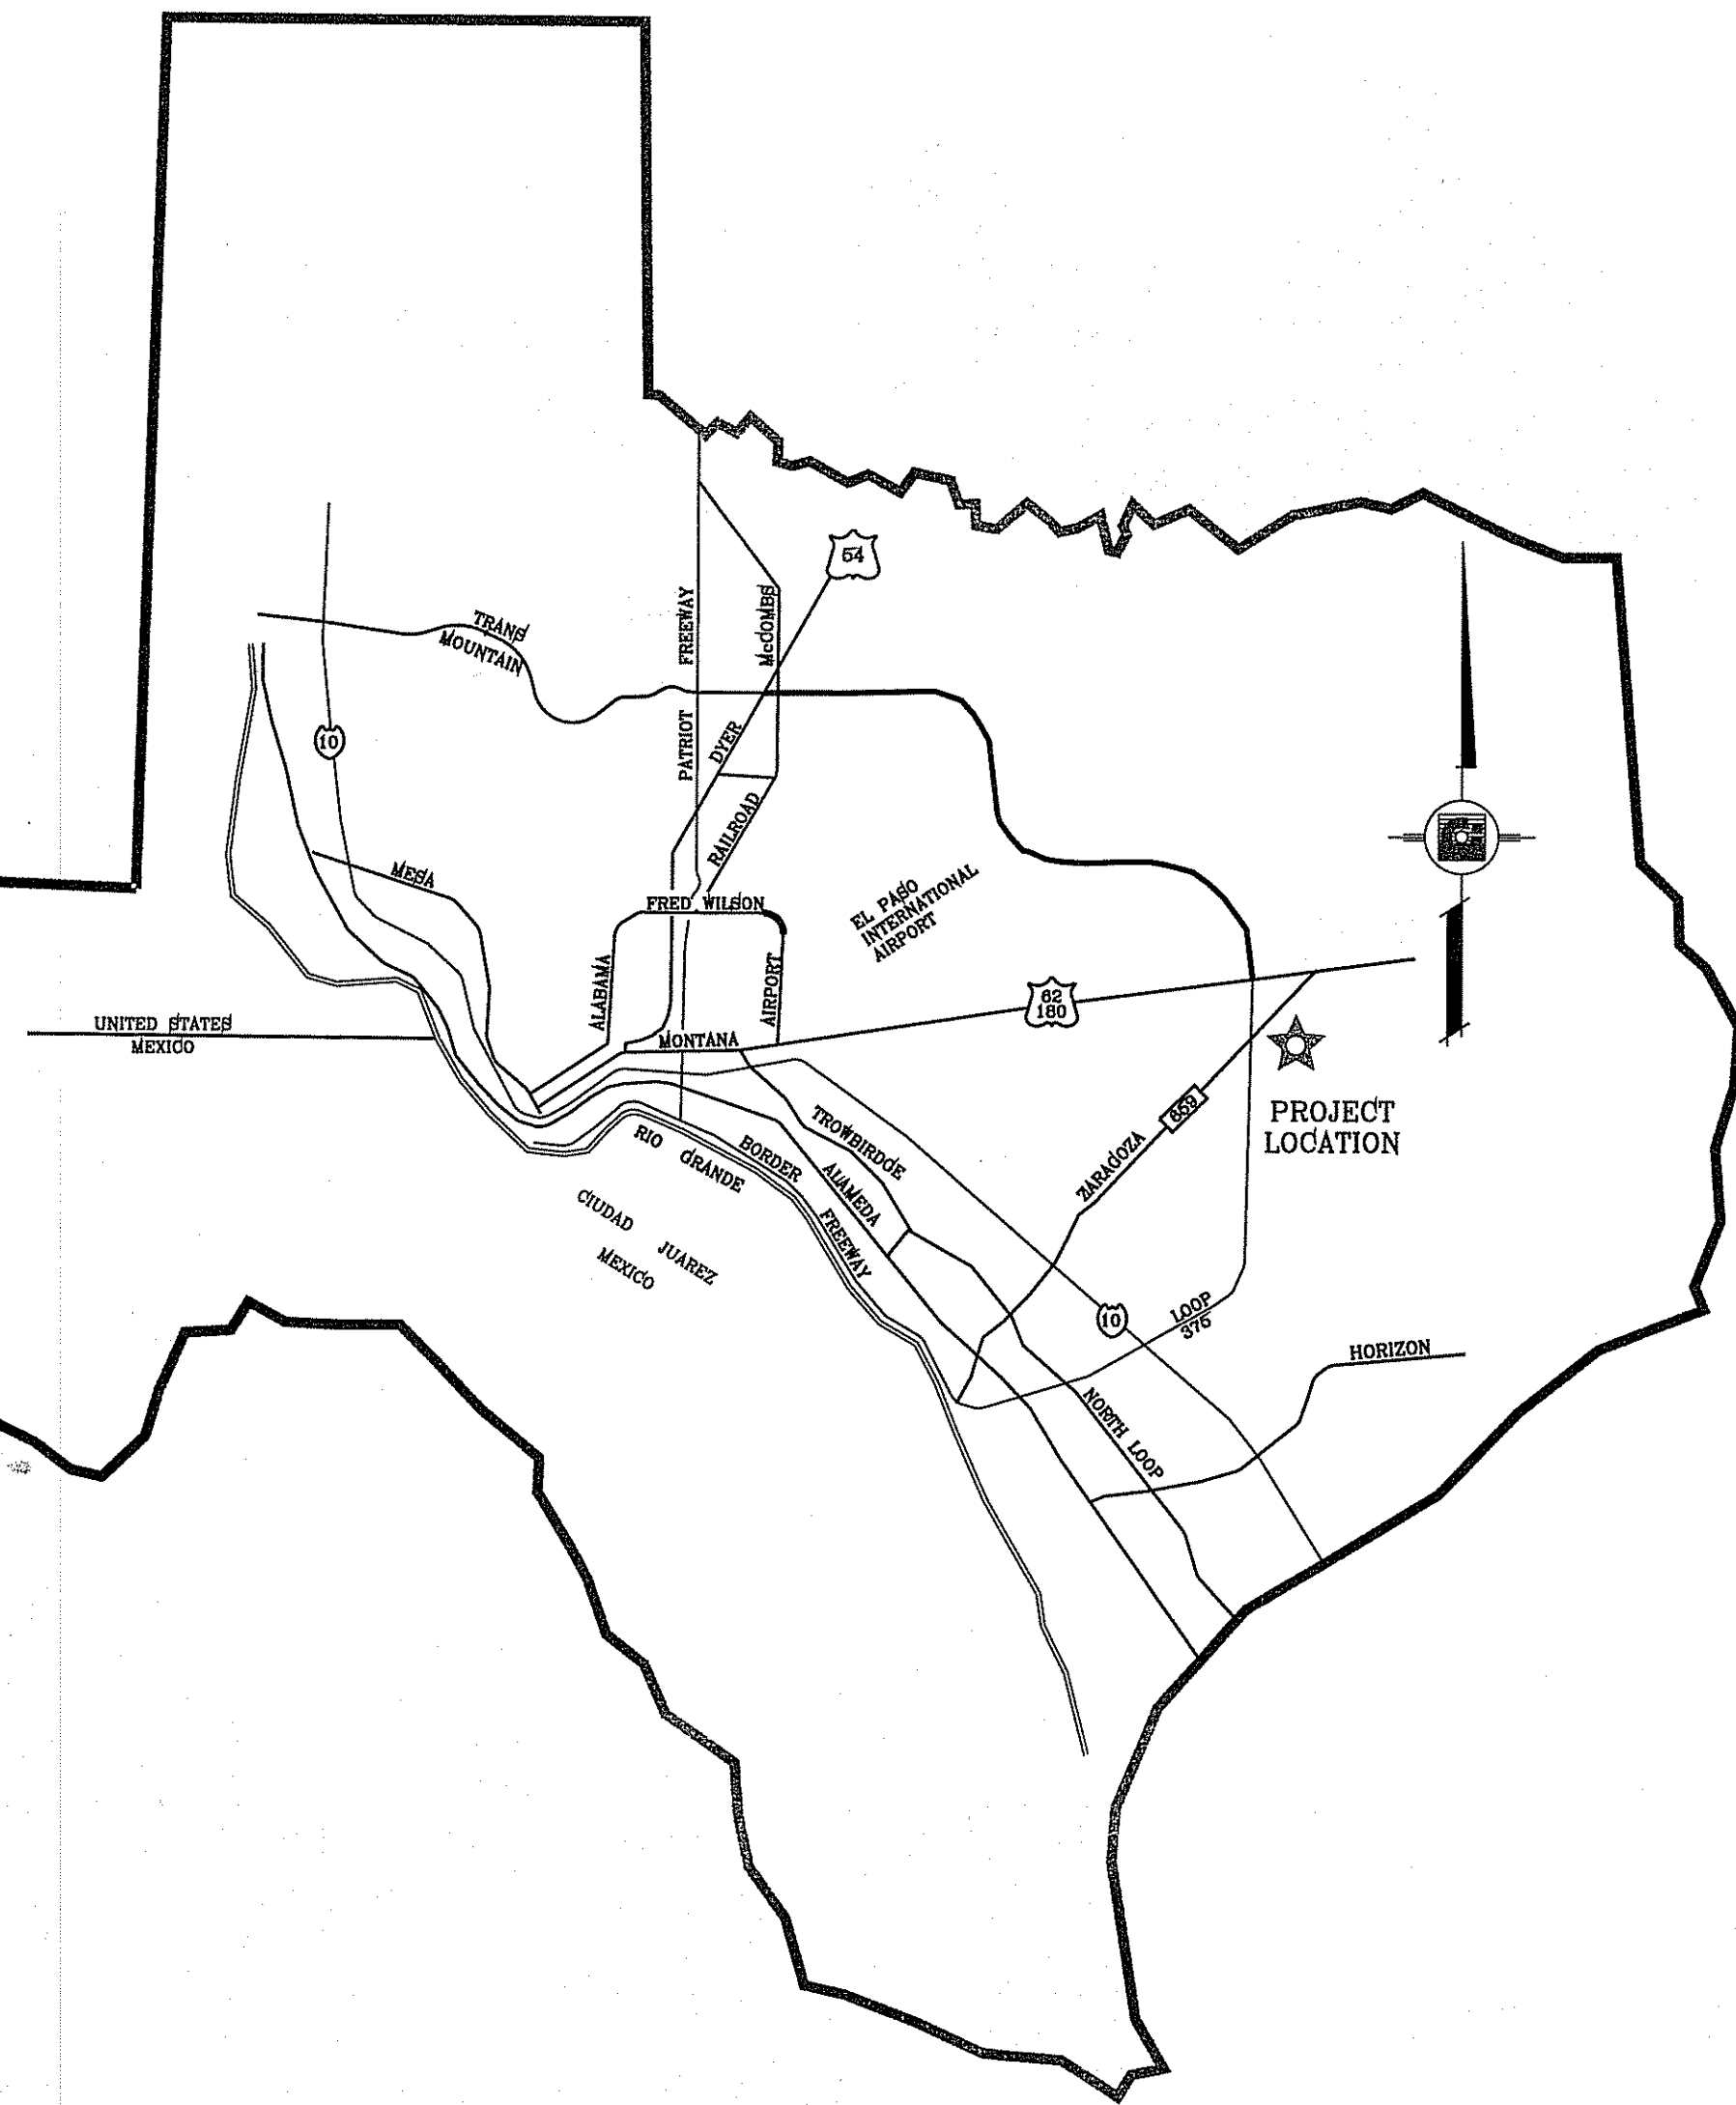 54
TRANS
MOUNTAIN
FREEWAY
McCOMBS
10
PATRIOT
DYER
RAILROAD
MESA
FRED WILSON
EL PASO
INTERNATIONAL
AIRPORT
ALABAMA
AIRPORT
62
180
UNITED STATES
MEXICO
MONTANA
PROJECT
LOCATION
659
TROWBIRDGE
ZARAGOZA
RIO GRANDE
BORDER
FREEWAY
ALAMEDA
CIUDAD JUAREZ
MEXICO
10
LOOP
375
HORIZON
NORTH LOOP